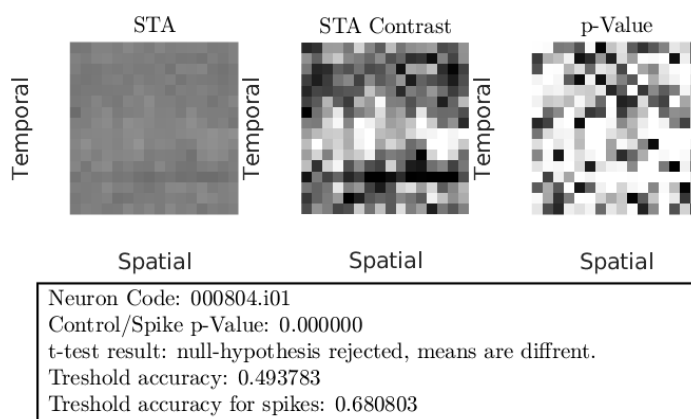 STA
STA Contrast
p-Value
Temporal
Temporal
Temporal
Spatial
Spatial
Spatial
Neuron Code: 000804.i01
Control/Spike p-Value: 0.000000
t-test result: null-hypothesis rejected, means are diffrent.
Treshold accuracy: 0.493783
Treshold accuracy for spikes: 0.680803